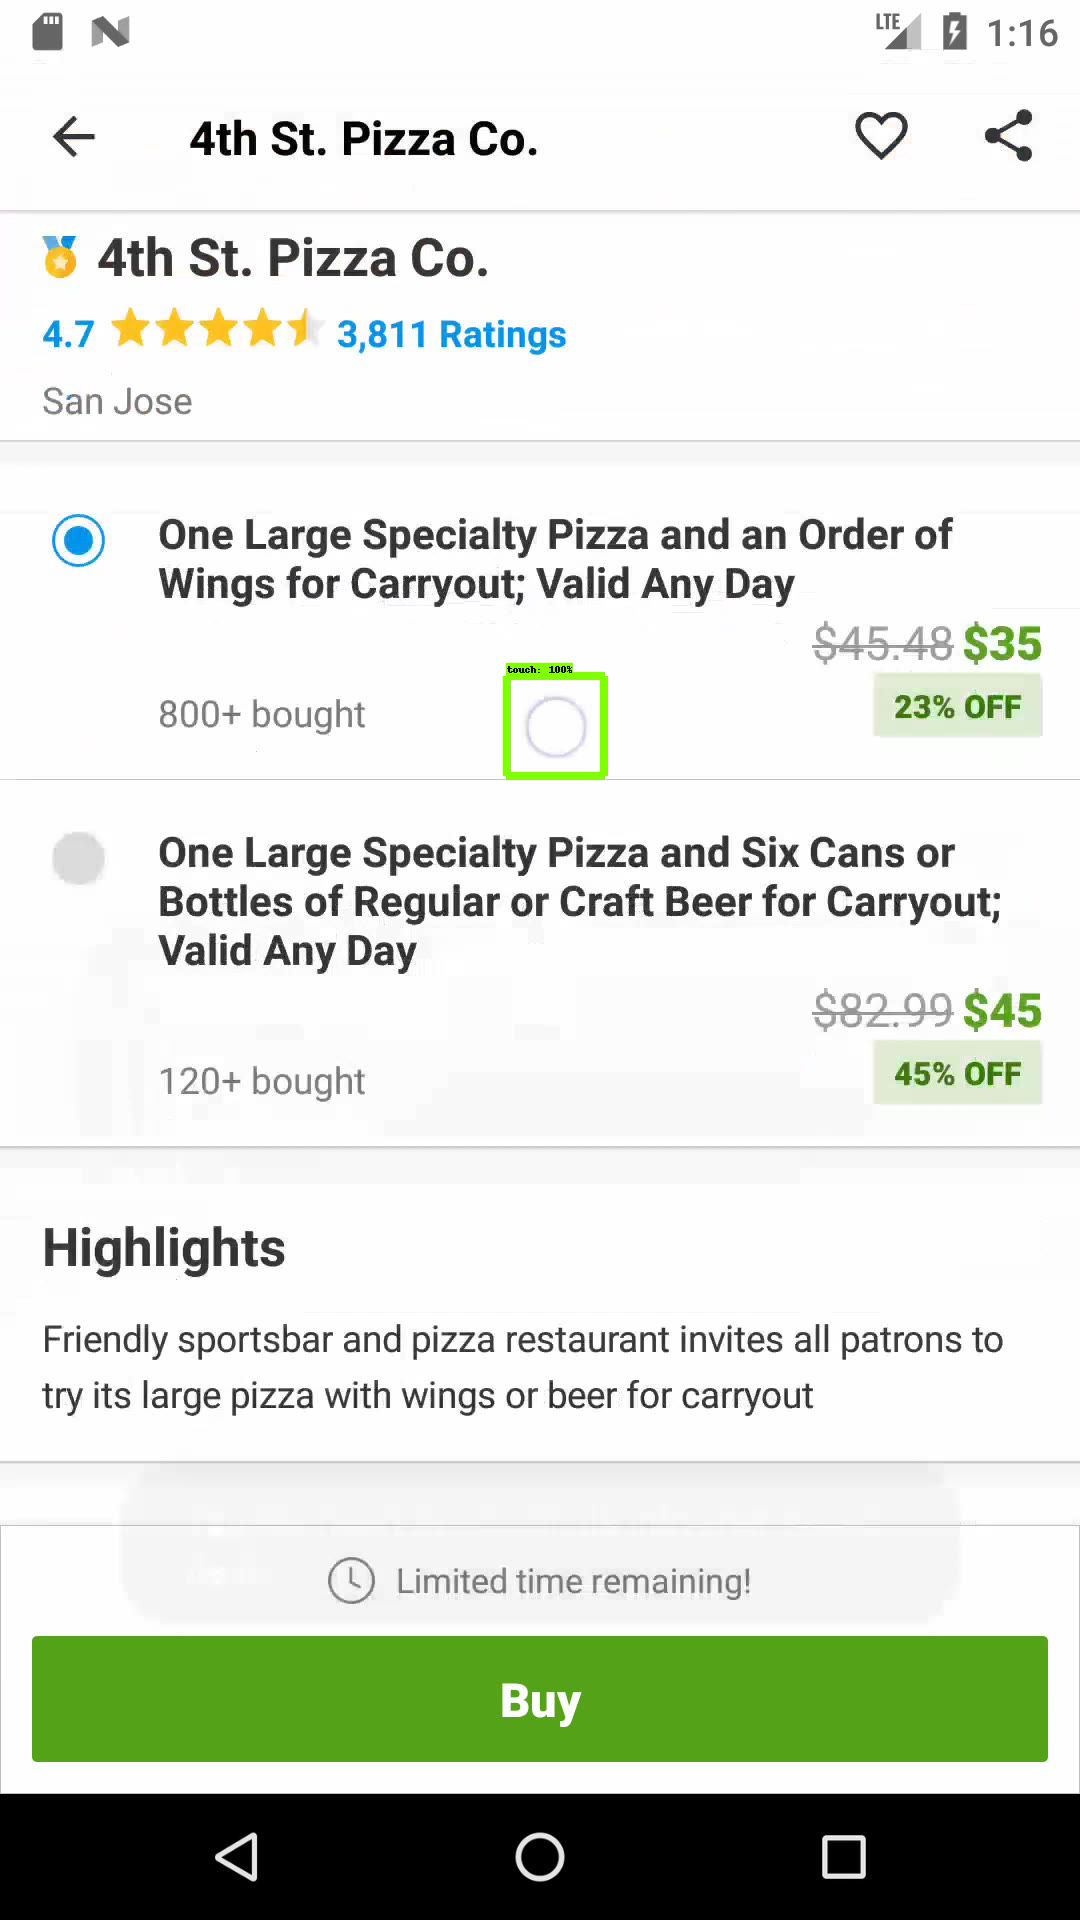 LTE 1:16
4th St. Pizza Co.
4th St. Pizza Co.
4.7 3,811 Ratings
San Jose
One Large Specialty Pizza and an Order of
Wings for Carryout; Valid Any Day
$45.48 $35
touch: 100%
800+ bought
23% OFF
One Large Specialty Pizza and Six Cans or
Bottles of Regular or Craft Beer for Carryout;
Valid Any Day
$82.99 $45
120+ bought
45% OFF
Highlights
Friendly sportsbar and pizza restaurant invites all patrons to
try its large pizza with wings or beer for carryout
Limited time remaining!
Buy